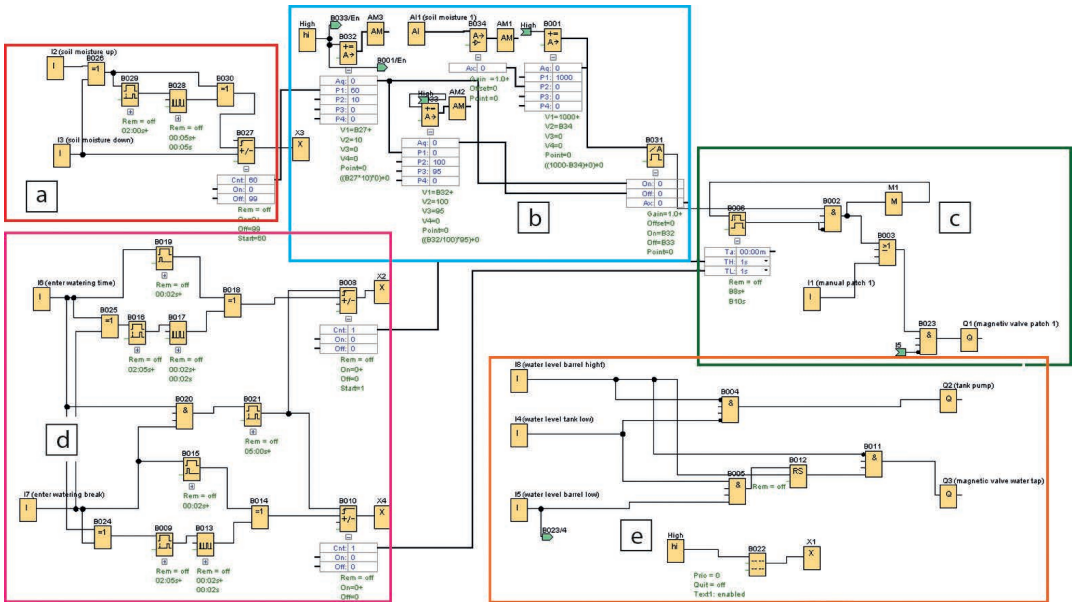 I2 (soil moisture up)
B026
I
=1
B029
B028
B030
=1
Rem = off
02:00s+
Rem = off
00:05s+
00:05s
I3 (soil moisture down)
I
B027
+/-
X3
X
Cnt: 60
On: 0
Off: 99
Rem = off
On=0+
Off=99
Start=60
a
High
hi
B033/En
B032
+=
A→
AM3
AM
B001/En
Aq: 0
P1: 60
P2: 10
P3: 0
P4: 0
V1=B27+
V2=10
V3=0
V4=0
Point=0
((B27*10)*0)+0
High
+=
A→
AM2
AM
Aq: 0
P1: 0
P2: 100
P3: 95
P4: 0
V1=B32+
V2=100
V3=95
V4=0
Point=0
((B32/100)*95)+0
AI1 (soil moisture 1)
AI
B034
A→
AM1
AM
Ax: 0
Gain =1.0+
Offset=0
Point=0
High
B001
+=
A→
Aq: 0
P1: 1000
P2: 0
P3: 0
P4: 0
V1=1000+
V2=B34
V3=0
V4=0
Point=0
((1000-B34)+0)+0
B031
/A
On: 0
Off: 0
Ax: 0
Gain=1.0+
Offset=0
On=B32
Off=B33
Point=0
b
B006
Ta: 00:00m
TH: 1s
TL: 1s
Rem = off
B8s+
B10s
B002
&
M1
M
B003
≥1
I1 (manual patch 1)
I
B023
&
I5
Q1 (magnetiv valve patch 1)
Q
c
B019
Rem = off
00:02s+
I6 (enter watering time)
I
B025
=1
B016
Rem = off
02:05s+
B017
Rem = off
00:02s+
00:02s
B018
=1
B008
+/-
X2
X
Cnt: 1
On: 0
Off: 0
Rem = off
On=0+
Off=0
Start=1
B020
&
B021
Rem = off
05:00s+
d
B015
Rem = off
00:02s+
I7 (enter watering break)
I
B024
=1
B009
Rem = off
02:05s+
B013
Rem = off
00:02s+
00:02s
B014
=1
B010
+/-
X4
X
Cnt: 1
On: 0
Off: 0
Rem = off
On=0+
Off=0
I8 (water level barrel hight)
I
B004
&
Q2 (tank pump)
Q
I4 (water level tank low)
I
B005
&
B012
RS
Rem = off
B011
&
Q3 (magnetic valve water tap)
Q
I5 (water level barrel low)
I
B023/4
e
High
hi
B022
X1
X
Prio = 0
Quit = off
Text1: enabled